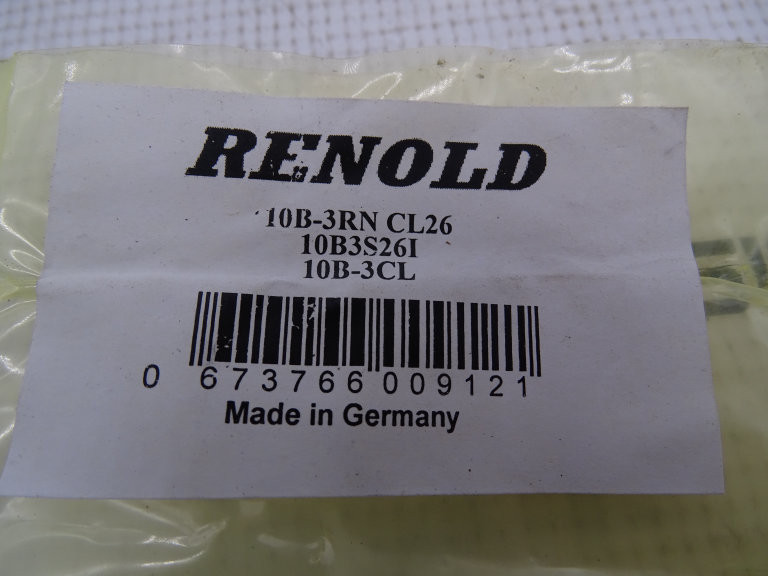 RENOLD
10B-3RN CL26
10B3S26I
10B-3CL
0 673766 009121
Made in Germany